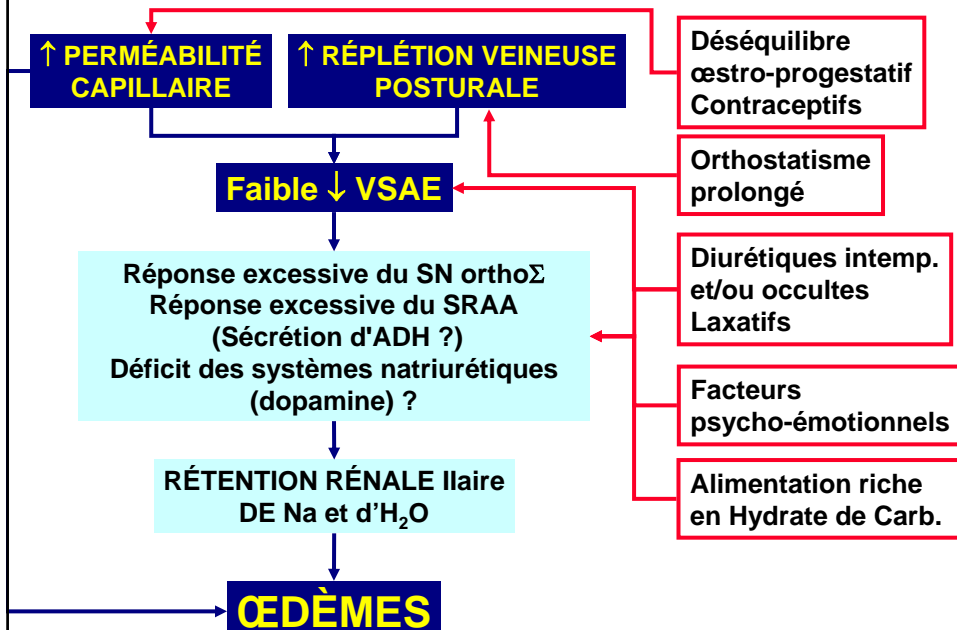 ↑ PERMÉABILITÉ
CAPILLAIRE
↑ RÉPLÉTION VEINEUSE
POSTURALE
Déséquilibre
œstro-progestatif
Contraceptifs
Orthostatisme
prolongé
Faible ↓ VSAE
Diurétiques intemp.
et/ou occultes
Laxatifs
Réponse excessive du SN orthoΣ
Réponse excessive du SRAA
(Sécrétion d'ADH ?)
Déficit des systèmes natriurétiques
(dopamine) ?
Facteurs
psycho-émotionnels
RÉTENTION RÉNALE IIaire
DE Na et d’H₂O
Alimentation riche
en Hydrate de Carb.
ŒDÈMES